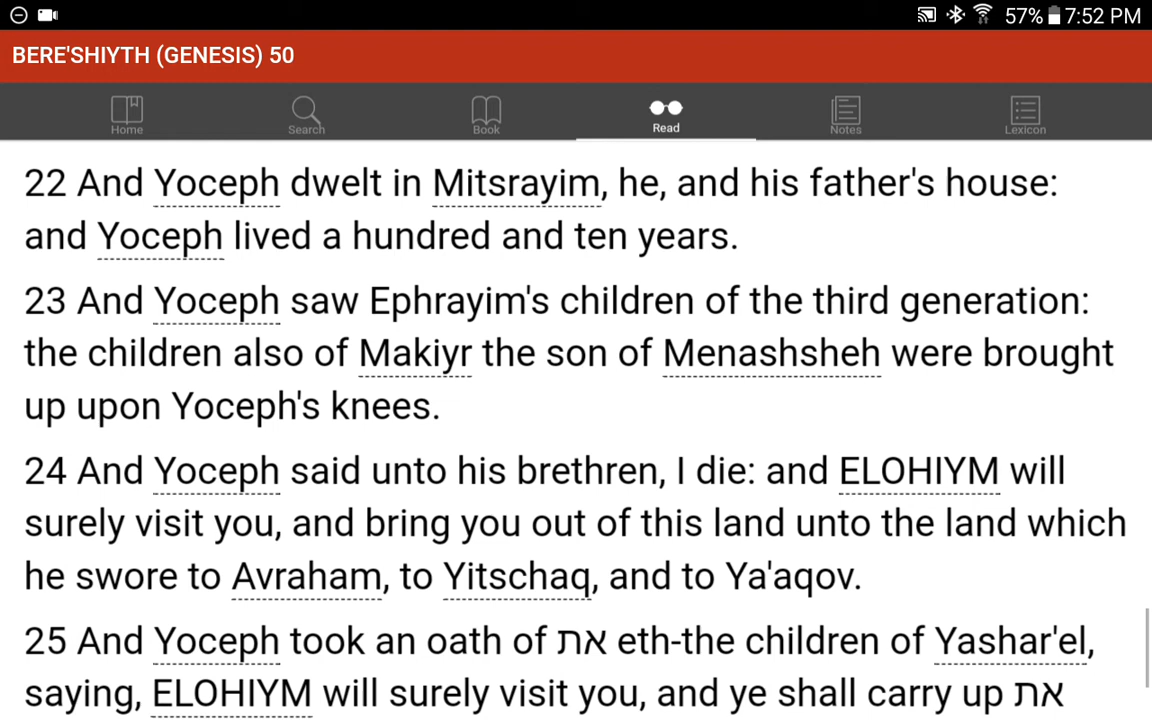 57% 7:52 PM
BERE'SHIYTH (GENESIS) 50
Home Search Book Read Notes Lexicon
22 And Yoceph dwelt in Mitsrayim, he, and his father's house:
and Yoceph lived a hundred and ten years.
23 And Yoceph saw Ephrayim's children of the third generation:
the children also of Makiyr the son of Menashsheh were brought
up upon Yoceph's knees.
24 And Yoceph said unto his brethren, I die: and ELOHIYM will
surely visit you, and bring you out of this land unto the land which
he swore to Avraham, to Yitschaq, and to Ya'aqov.
25 And Yoceph took an oath of את eth-the children of Yashar'el,
saying, ELOHIYM will surely visit you, and ye shall carry up את